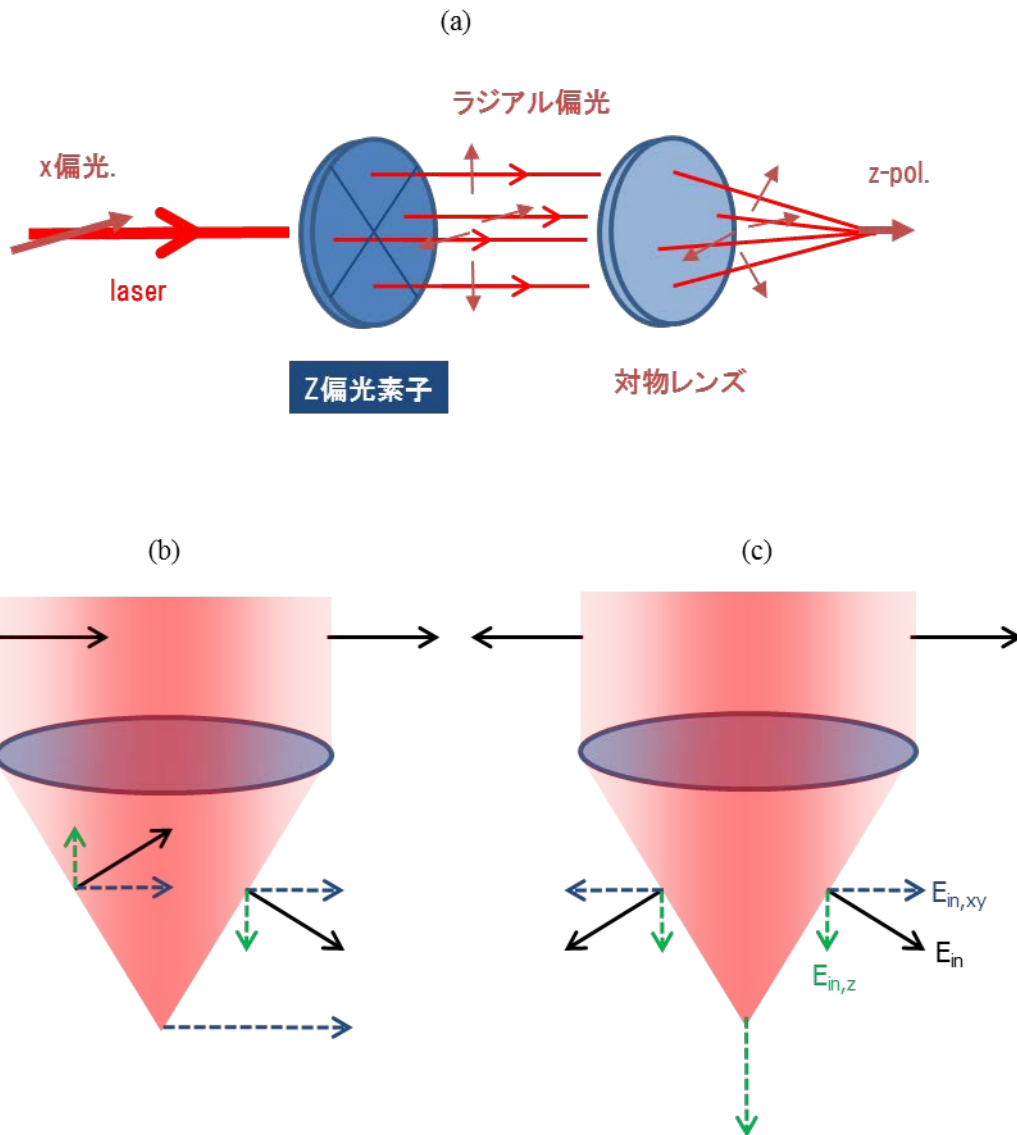 (a)
ラジアル偏光
x偏光.
z-pol.
laser
Z偏光素子
対物レンズ
(b)
(c)
E_in,xy
E_in
E_in,z